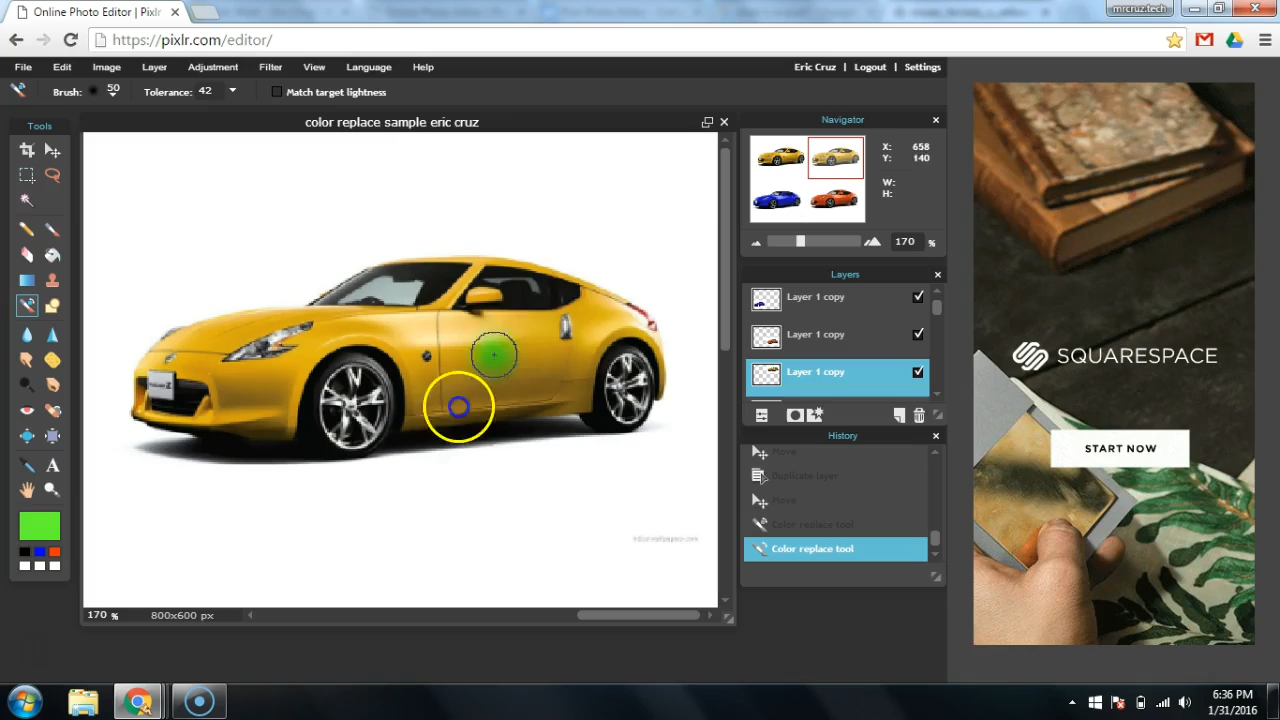 Online Photo Editor | Pixlr
mrcruz.tech
https://pixlr.com/editor/
File Edit Image Layer Adjustment Filter View Language Help
Eric Cruz | Logout | Settings
Brush: 50 Tolerance: 42 Match target lightness
Tools
color replace sample eric cruz
Navigator
X: 658
Y: 140
W:
H:
170 %
Layers
Layer 1 copy
Layer 1 copy
Layer 1 copy
History
Move
Duplicate layer
Move
Color replace tool
Color replace tool
A
170 % 800x600 px
SQUARESPACE
START NOW
6:36 PM
1/31/2016